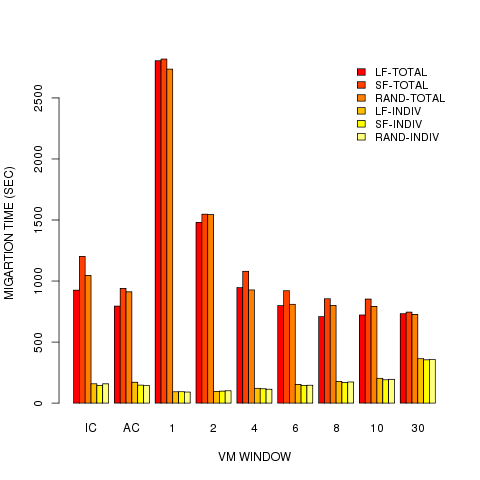 LF-TOTAL
SF-TOTAL
RAND-TOTAL
LF-INDIV
SF-INDIV
RAND-INDIV
MIGARTION TIME (SEC)
2500
2000
1500
1000
500
0
IC AC 1 2 4 6 8 10 30
VM WINDOW